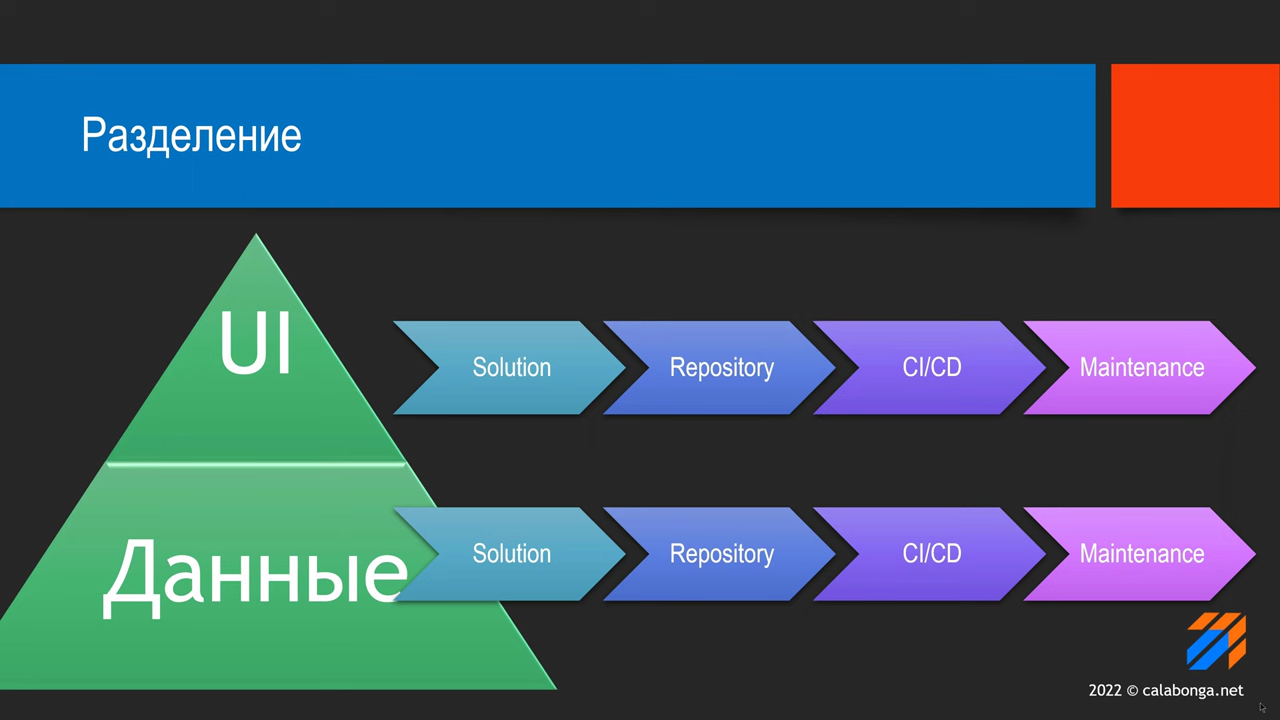 Разделение
UI
Solution
Repository
CI/CD
Maintenance
Данные
Solution
Repository
CI/CD
Maintenance
2022 © calabonga.net